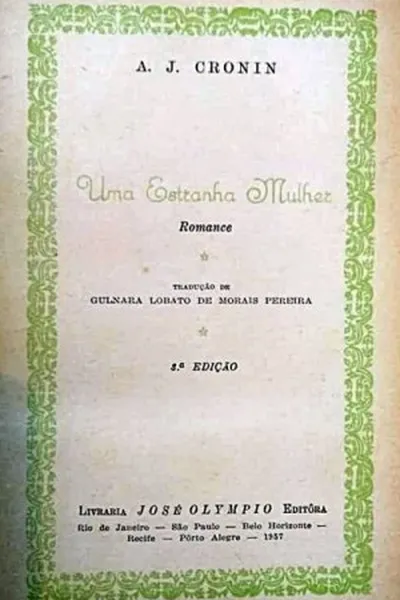 A. J. CRONIN
Uma Estranha Mulher
Romance
TRADUÇÃO DE
GULNARA LOBATO DE MORAIS PEREIRA
3.ª EDIÇÃO
LIVRARIA JOSÉ OLYMPIO EDITÔRA
Rio de Janeiro — São Paulo — Belo Horizonte —
Recife — Pôrto Alegre — 1957